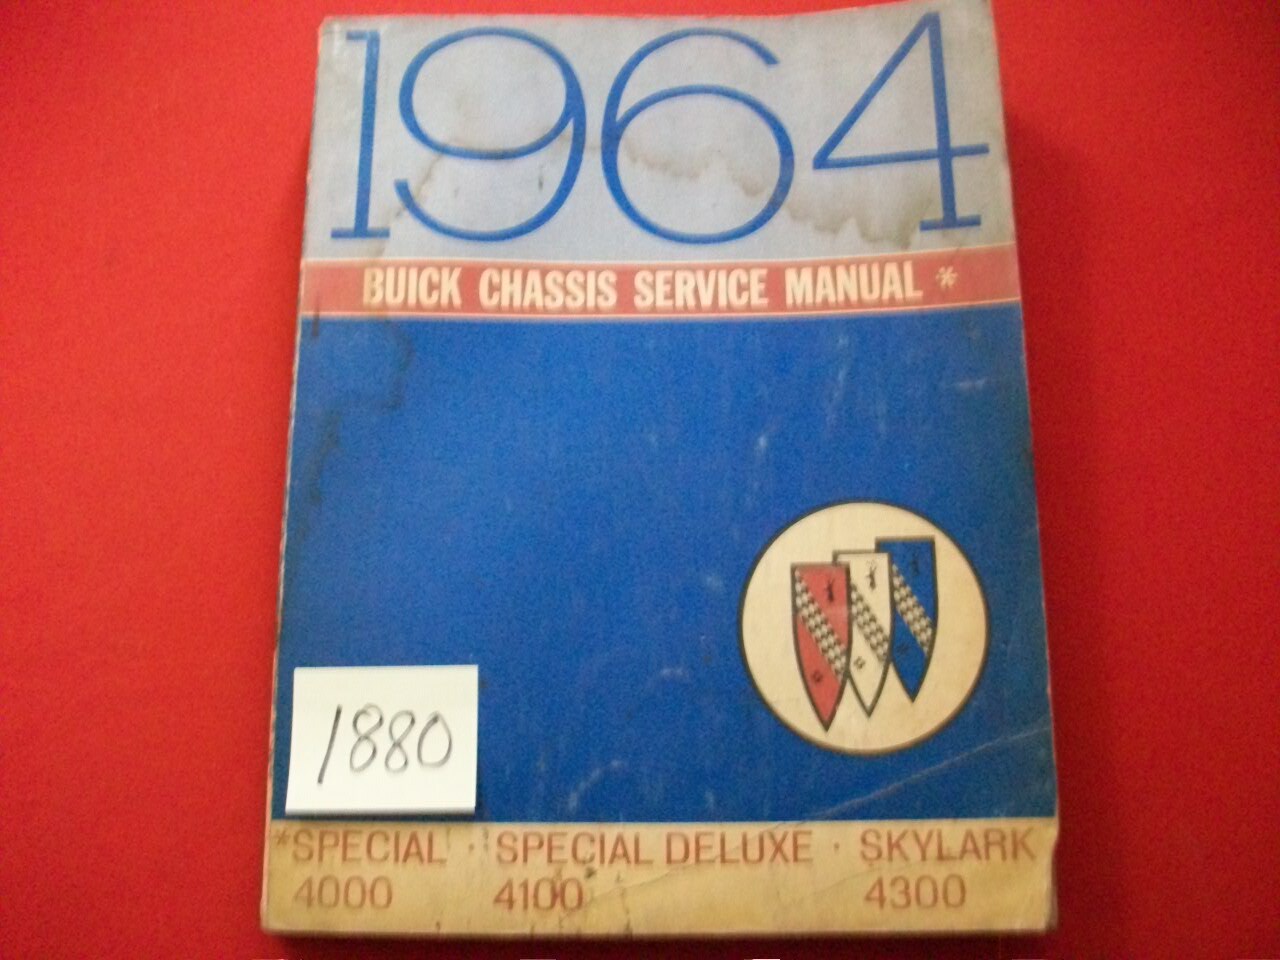 1964
BUICK CHASSIS SERVICE MANUAL *
1880
*SPECIAL · SPECIAL DELUXE · SKYLARK
4000 4100 4300